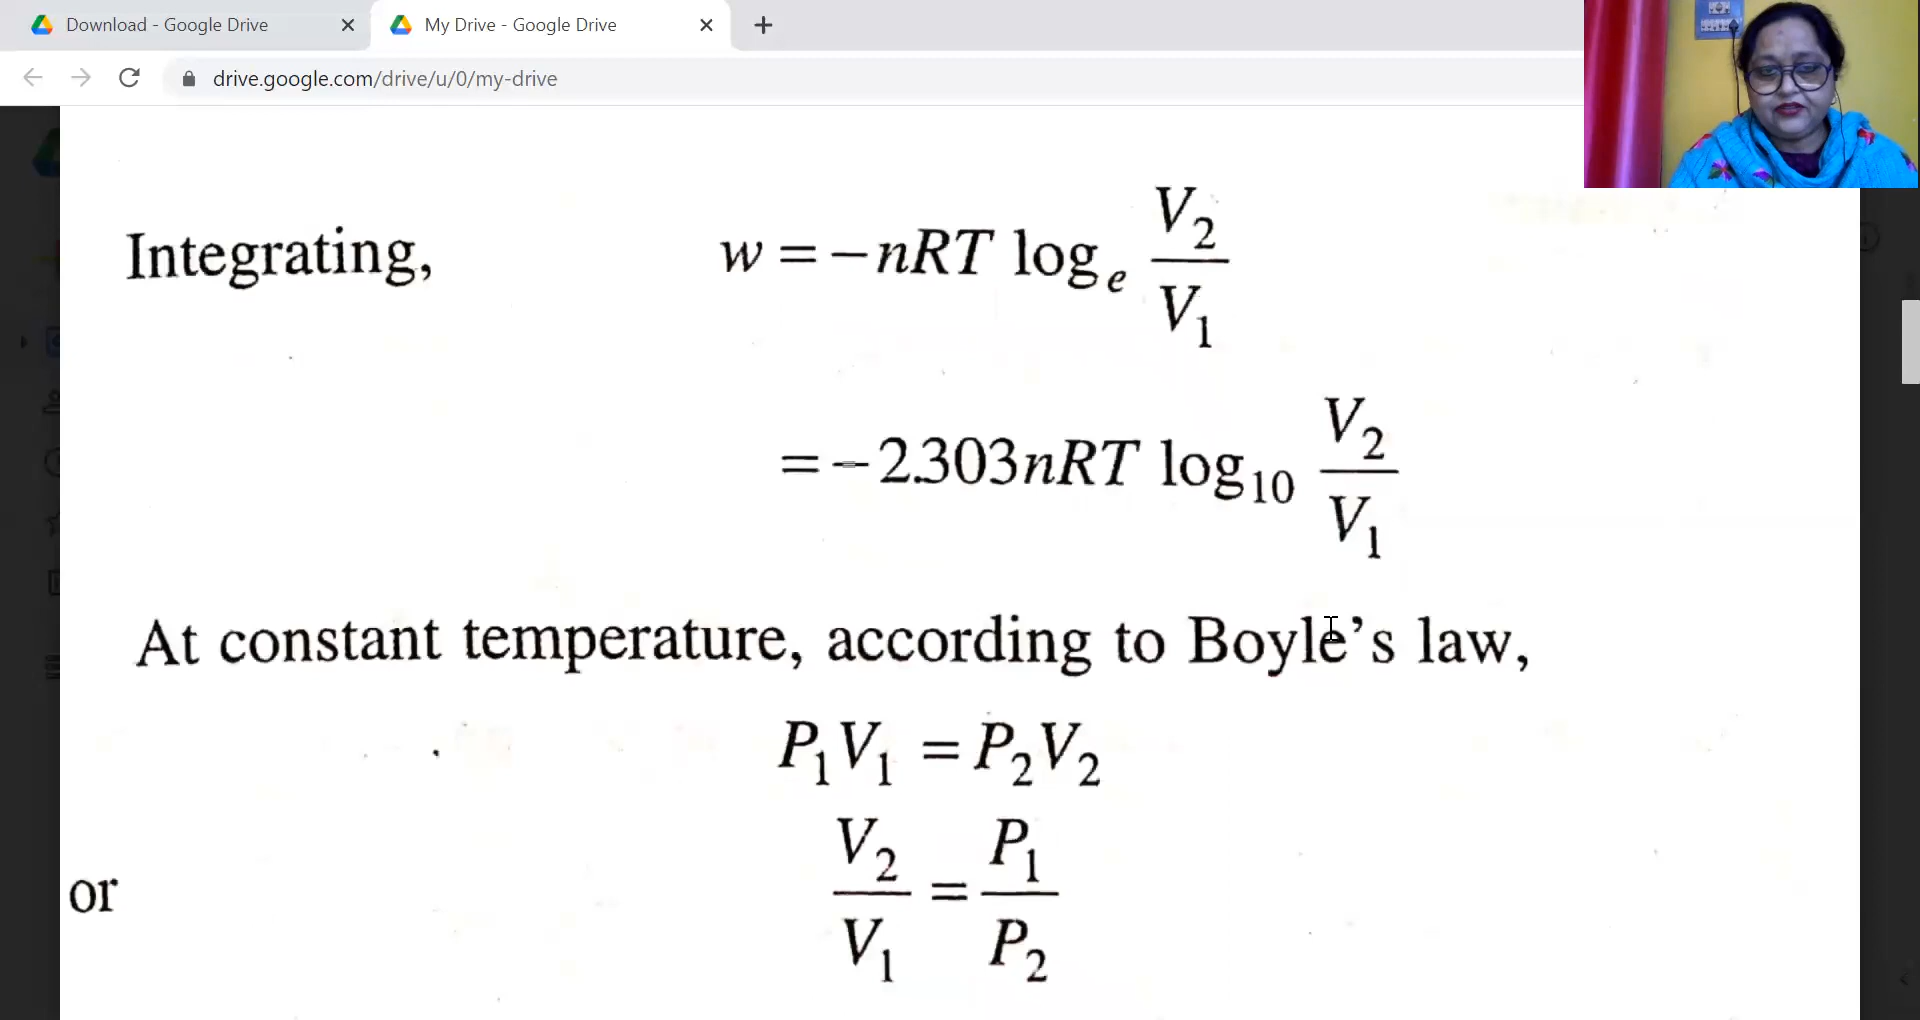 Download - Google Drive
My Drive - Google Drive
drive.google.com/drive/u/0/my-drive
Integrating, w = −nRT logₑ V₂/V₁
= −2.303nRT log₁₀ V₂/V₁
At constant temperature, according to Boyle's law,
P₁V₁ = P₂V₂
or V₂/V₁ = P₁/P₂